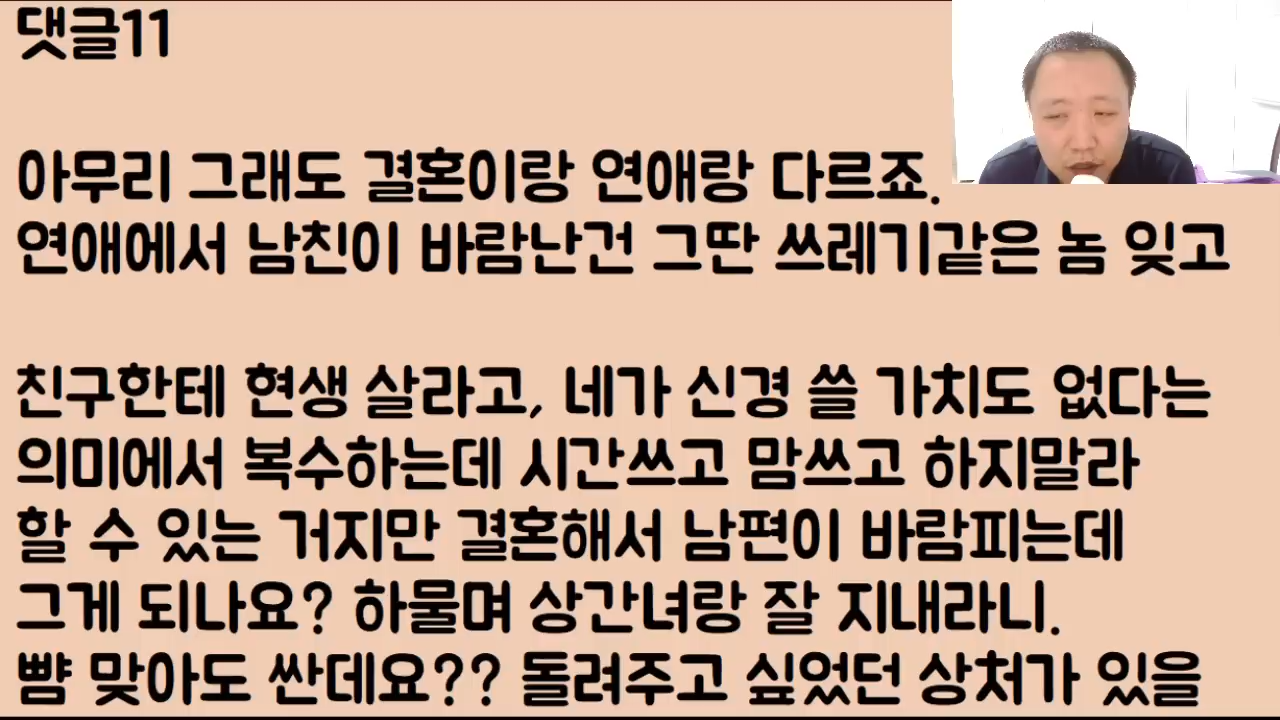 댓글11
아무리 그래도 결혼이랑 연애랑 다르죠.
연애에서 남친이 바람난건 그딴 쓰레기같은 놈 잊고
친구한테 현생 살라고, 네가 신경 쓸 가치도 없다는
의미에서 복수하는데 시간쓰고 맘쓰고 하지말라
할 수 있는 거지만 결혼해서 남편이 바람피는데
그게 되나요? 하물며 상간녀랑 잘 지내라니.
뺨 맞아도 싼데요?? 돌려주고 싶었던 상처가 있을